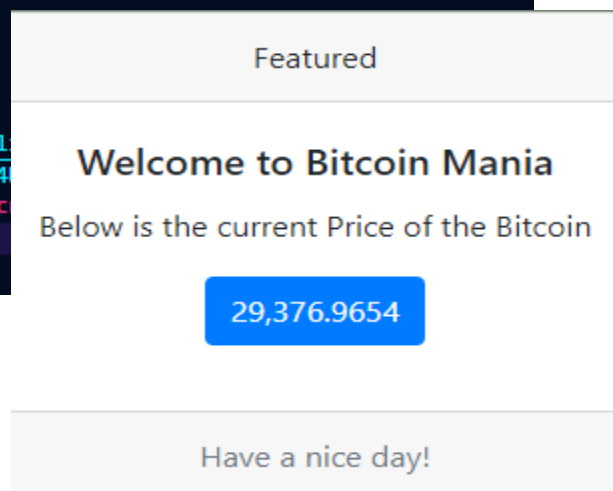 Featured
Welcome to Bitcoin Mania
Below is the current Price of the Bitcoin
29,376.9654
Have a nice day!